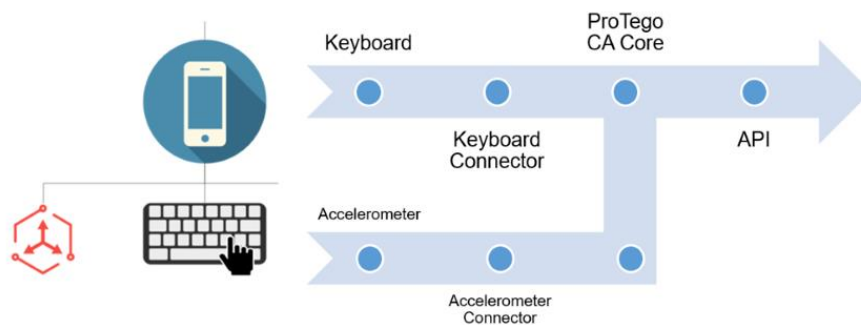 Keyboard
ProTego
CA Core
Keyboard
Connector
API
Accelerometer
Accelerometer
Connector